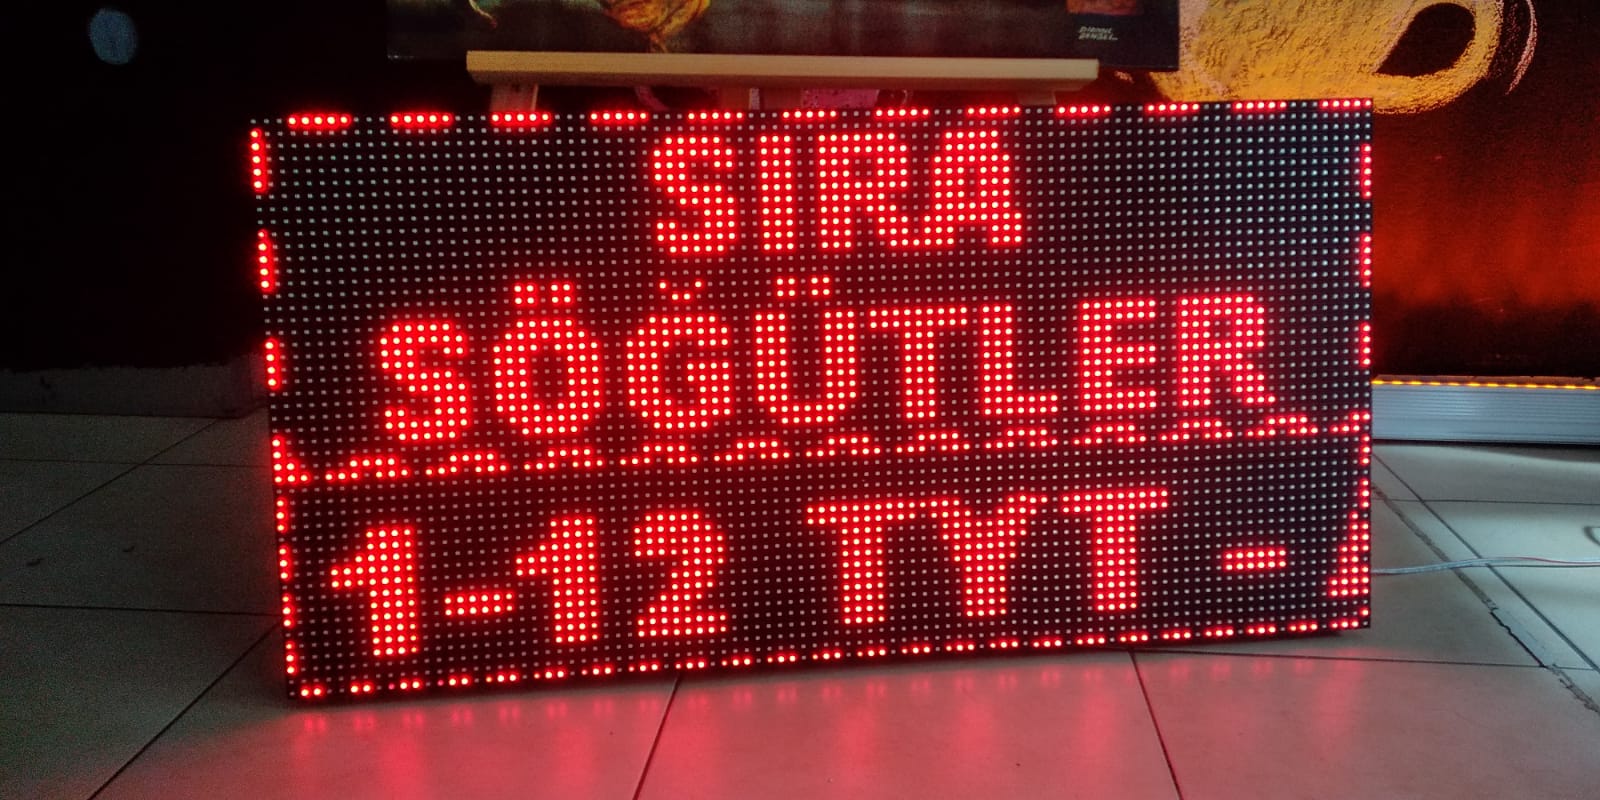 SIRA
SÖĞÜTLER
1-12 TYT -